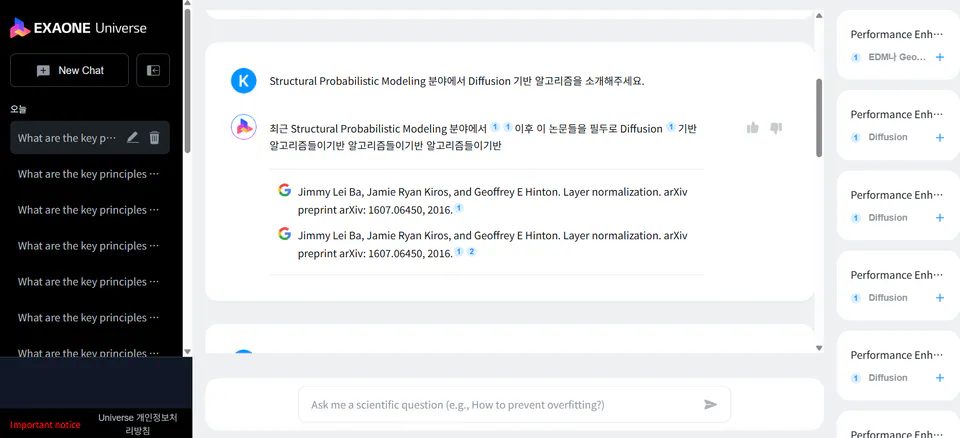 EXAONE Universe
New Chat
오늘
What are the key p···
What are the key principles ···
What are the key principles ···
What are the key principles ···
What are the key principles ···
What are the key principles ···
What are the key principles ···
Important notice
Universe 개인정보처
리방침
K
Structural Probabilistic Modeling 분야에서 Diffusion 기반 알고리즘을 소개해주세요.
최근 Structural Probabilistic Modeling 분야에서 1 1 이후 이 논문들을 필두로 Diffusion 1 기반
알고리즘들이기반 알고리즘들이기반 알고리즘들이기반
Jimmy Lei Ba, Jamie Ryan Kiros, and Geoffrey E Hinton. Layer normalization. arXiv
preprint arXiv: 1607.06450, 2016. 1
Jimmy Lei Ba, Jamie Ryan Kiros, and Geoffrey E Hinton. Layer normalization. arXiv
preprint arXiv: 1607.06450, 2016. 1 2
Ask me a scientific question (e.g., How to prevent overfitting?)
Performance Enh···
1 EDM나 Geo... +
Performance Enh···
1 Diffusion +
Performance Enh···
1 Diffusion +
Performance Enh···
1 Diffusion +
Performance Enh···
1 Diffusion +
Performance Enh···